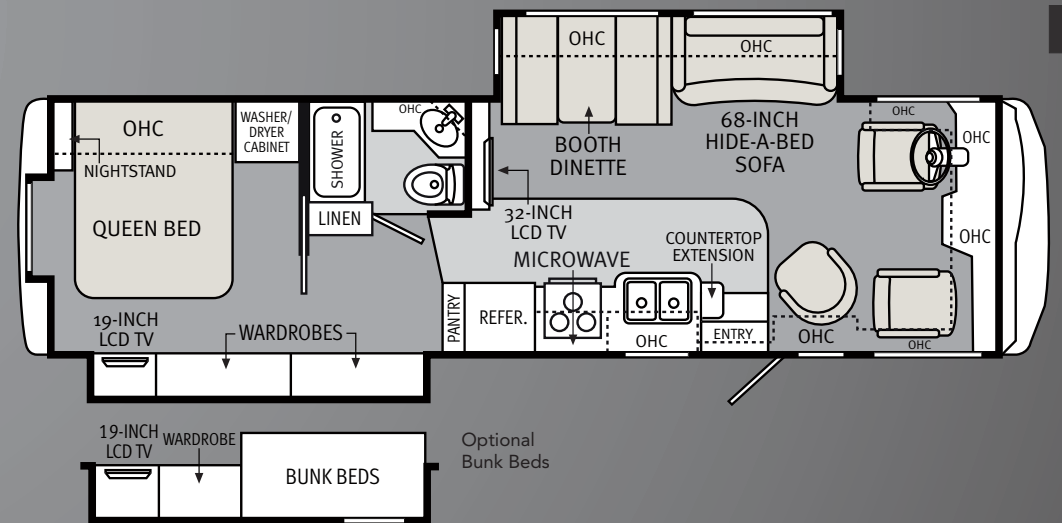 OHC
OHC
OHC
WASHER/
DRYER
CABINET
SHOWER
OHC
NIGHTSTAND
BOOTH
DINETTE
68-INCH
HIDE-A-BED
SOFA
OHC
OHC
QUEEN BED
LINEN
32-INCH
LCD TV
MICROWAVE
COUNTERTOP
EXTENSION
OHC
19-INCH
LCD TV
WARDROBES
PANTRY
REFER.
OHC
ENTRY
OHC
OHC
19-INCH
LCD TV
WARDROBE
BUNK BEDS
Optional
Bunk Beds